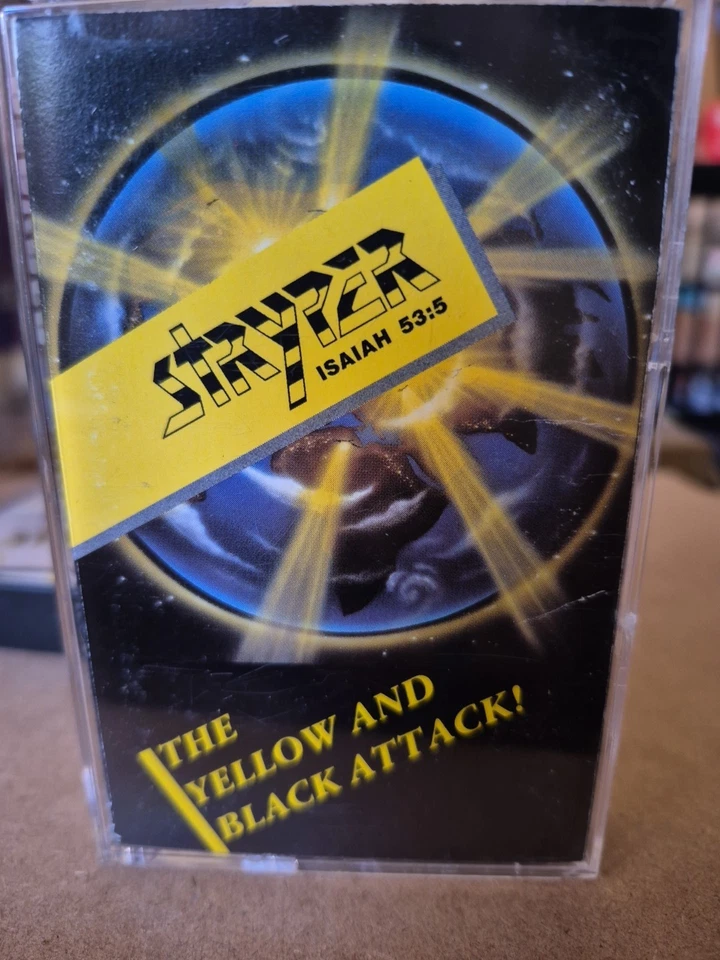 STRYPER
ISAIAH 53:5
THE
YELLOW AND
BLACK ATTACK!